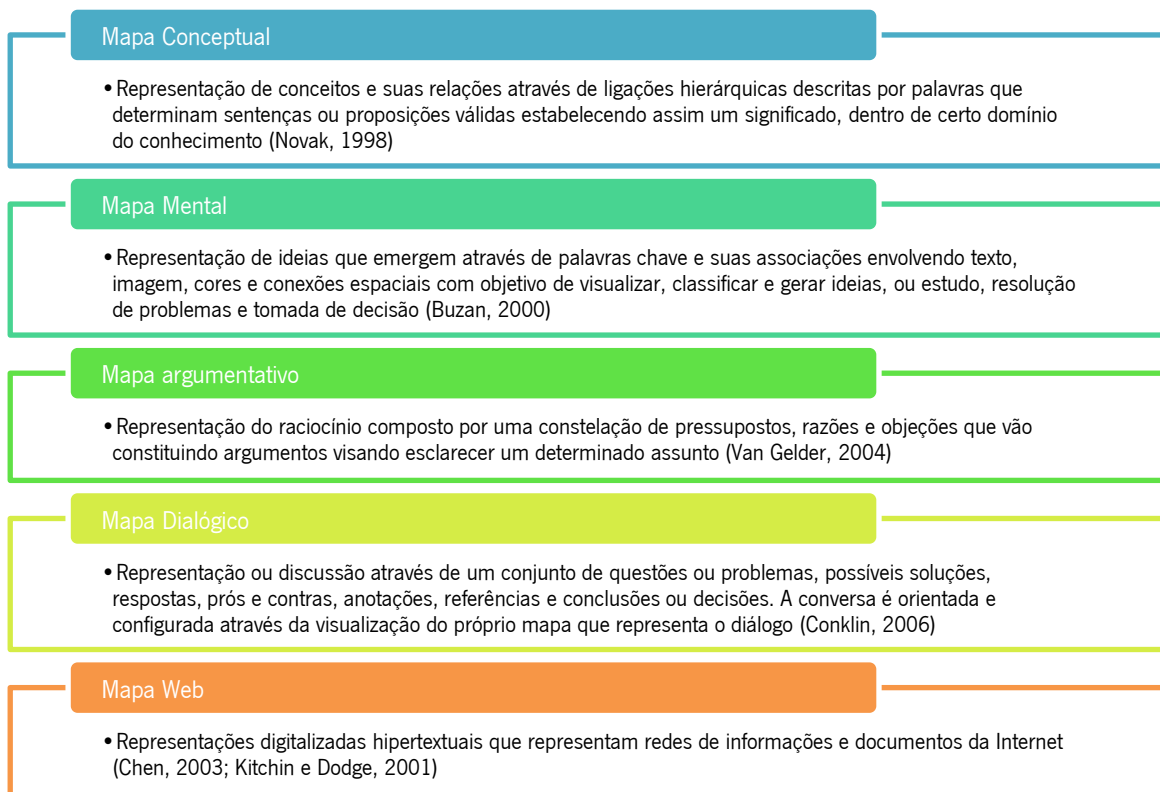 Mapa Conceptual
• Representação de conceitos e suas relações através de ligações hierárquicas descritas por palavras que
determinam sentenças ou proposições válidas estabelecendo assim um significado, dentro de certo domínio
do conhecimento (Novak, 1998)
Mapa Mental
• Representação de ideias que emergem através de palavras chave e suas associações envolvendo texto,
imagem, cores e conexões espaciais com objetivo de visualizar, classificar e gerar ideias, ou estudo, resolução
de problemas e tomada de decisão (Buzan, 2000)
Mapa argumentativo
• Representação do raciocínio composto por uma constelação de pressupostos, razões e objeções que vão
constituindo argumentos visando esclarecer um determinado assunto (Van Gelder, 2004)
Mapa Dialógico
• Representação ou discussão através de um conjunto de questões ou problemas, possíveis soluções,
respostas, prós e contras, anotações, referências e conclusões ou decisões. A conversa é orientada e
configurada através da visualização do próprio mapa que representa o diálogo (Conklin, 2006)
Mapa Web
• Representações digitalizadas hipertextuais que representam redes de informações e documentos da Internet
(Chen, 2003; Kitchin e Dodge, 2001)